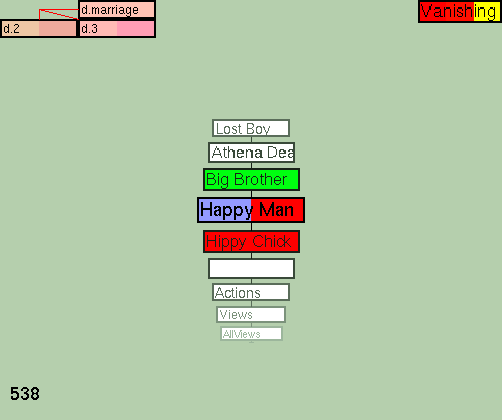 d.marriage
Vanishing
d.2
d.3
Lost Boy
Athena Dea
Big Brother
Happy Man
Hippy Chick
Actions
Views
AllViews
538